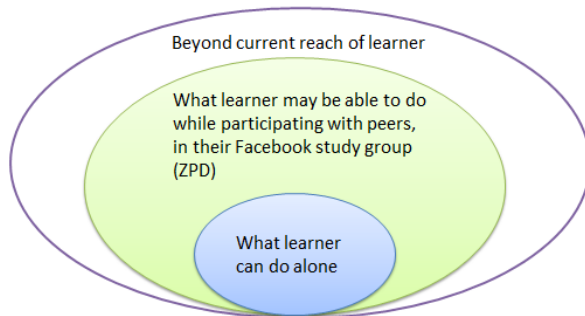 Beyond current reach of learner
What learner may be able to do
while participating with peers,
in their Facebook study group
(ZPD)
What learner
can do alone